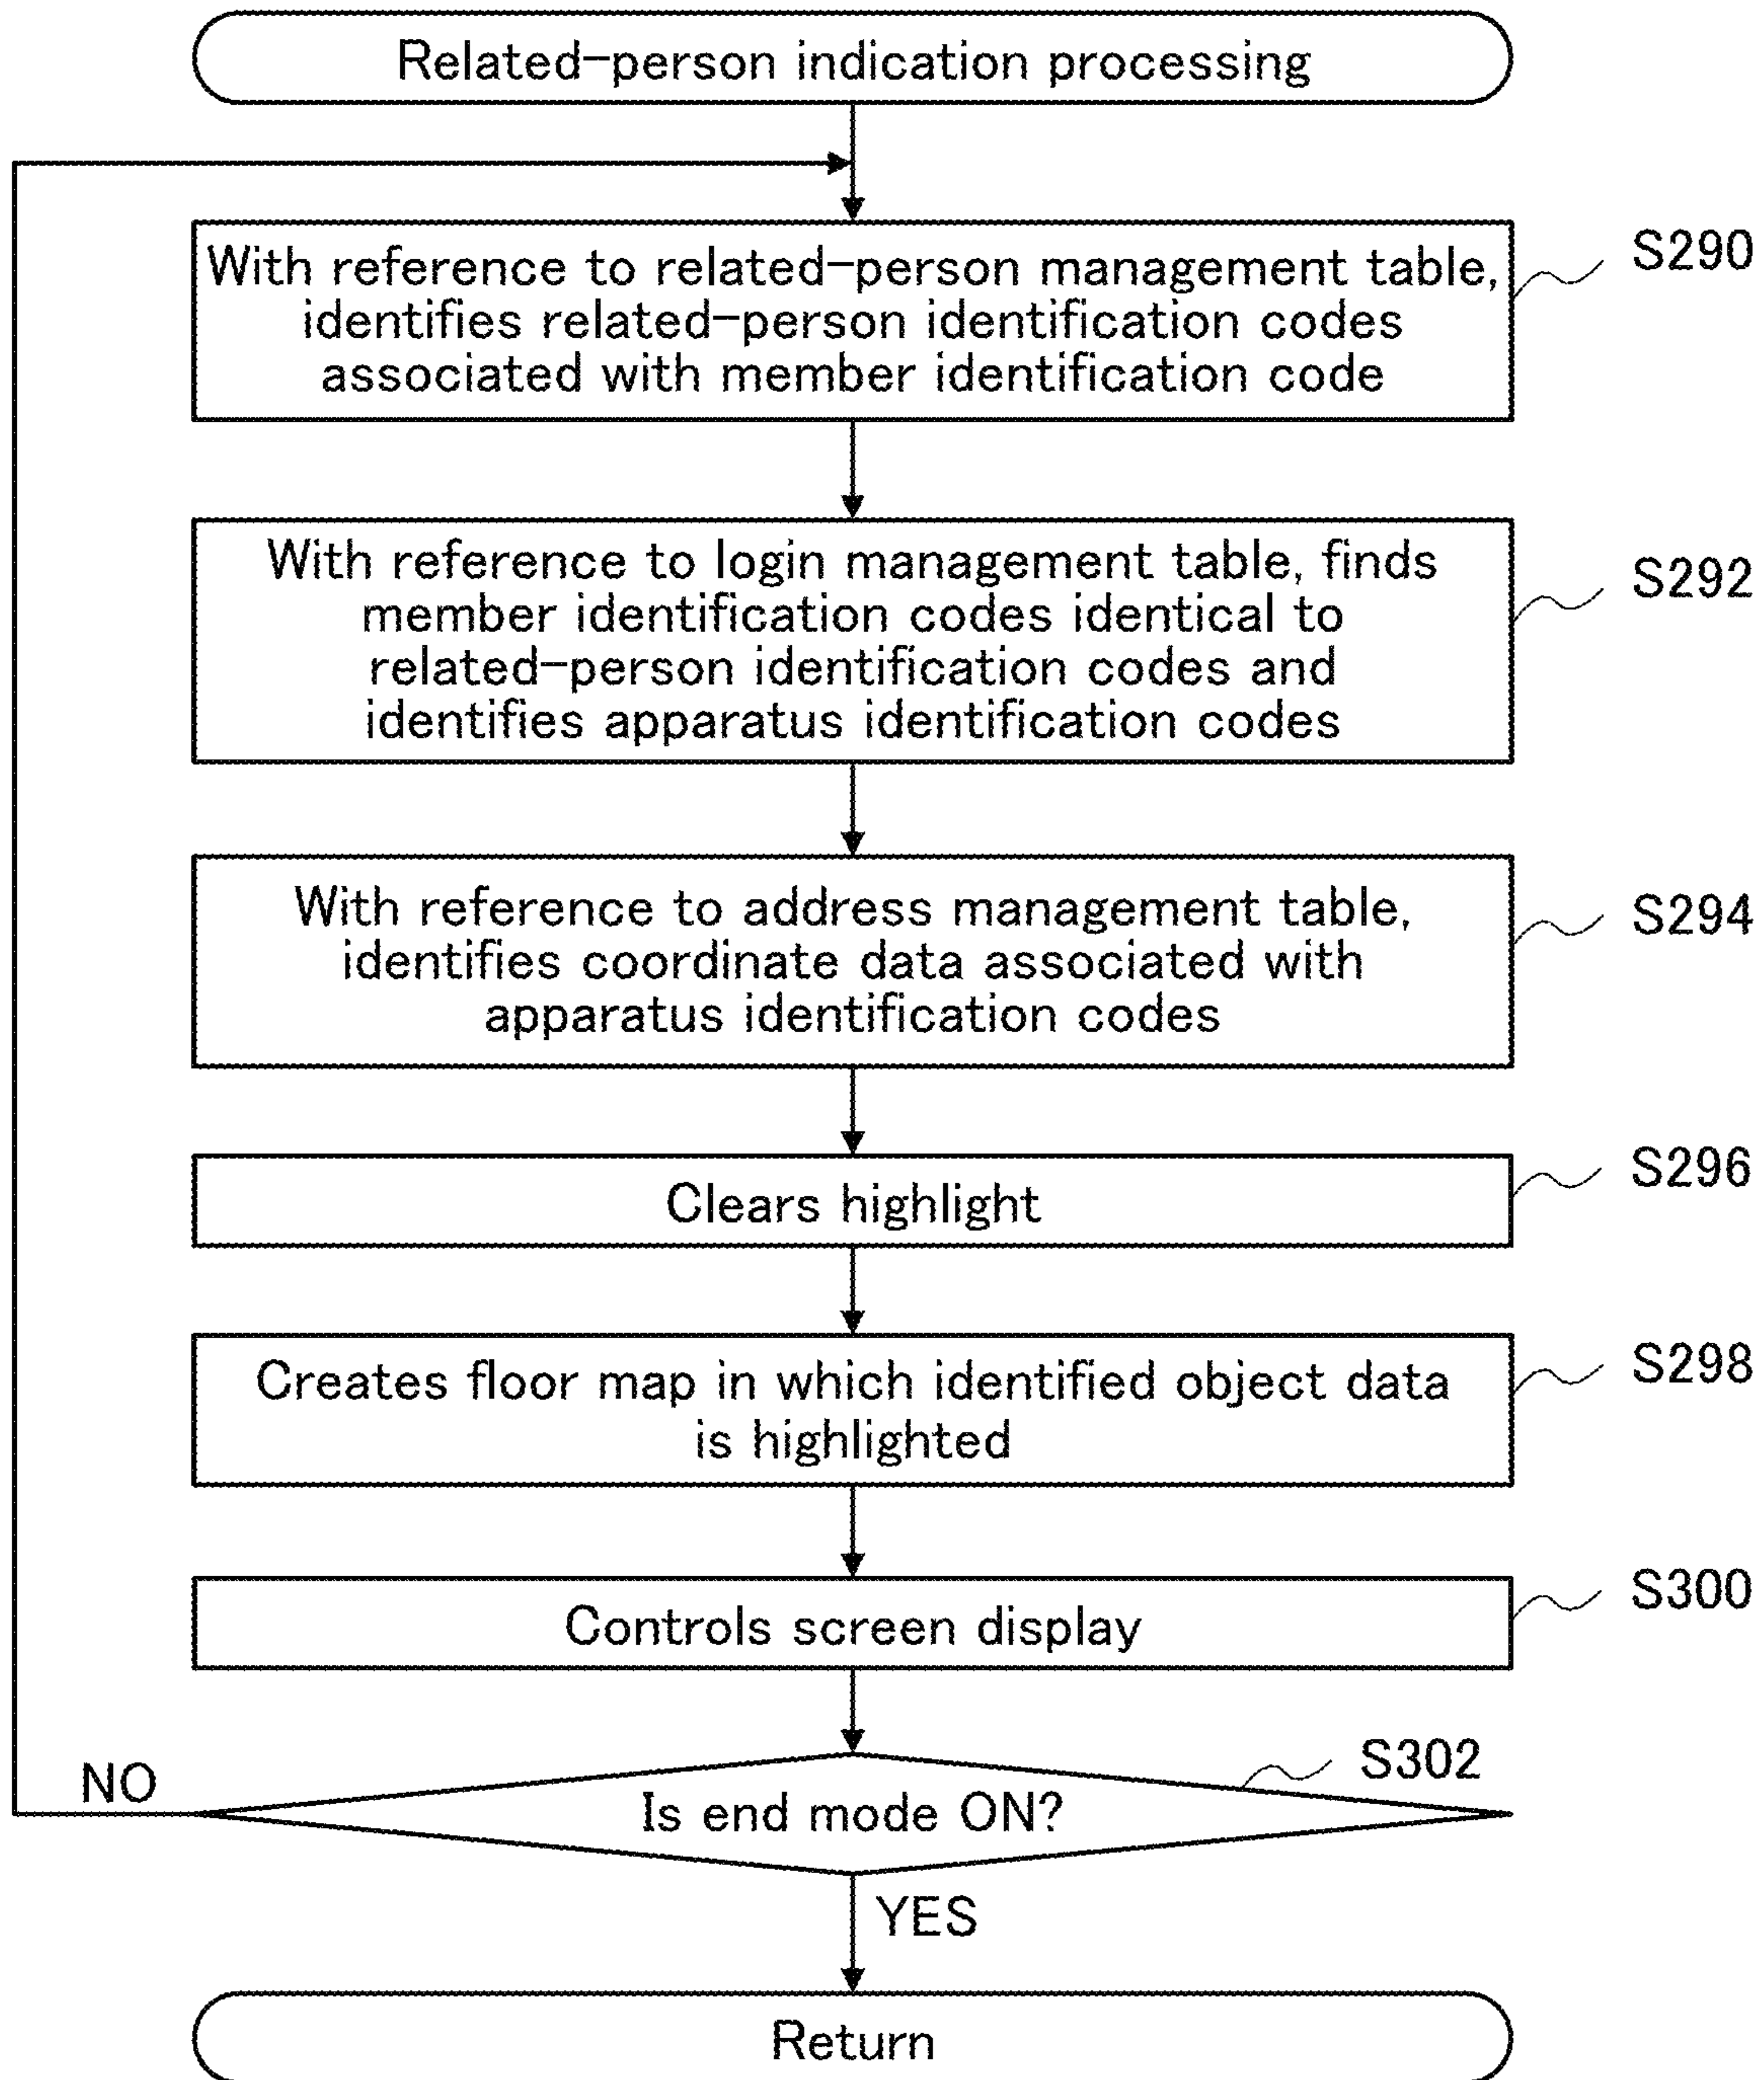 Related-person indication processing
With reference to related-person management table,
identifies related-person identification codes
associated with member identification code
S290
With reference to login management table, finds
member identification codes identical to
related-person identification codes and
identifies apparatus identification codes
S292
With reference to address management table,
identifies coordinate data associated with
apparatus identification codes
S294
Clears highlight
S296
Creates floor map in which identified object data
is highlighted
S298
Controls screen display
S300
Is end mode ON?
S302
NO
YES
Return